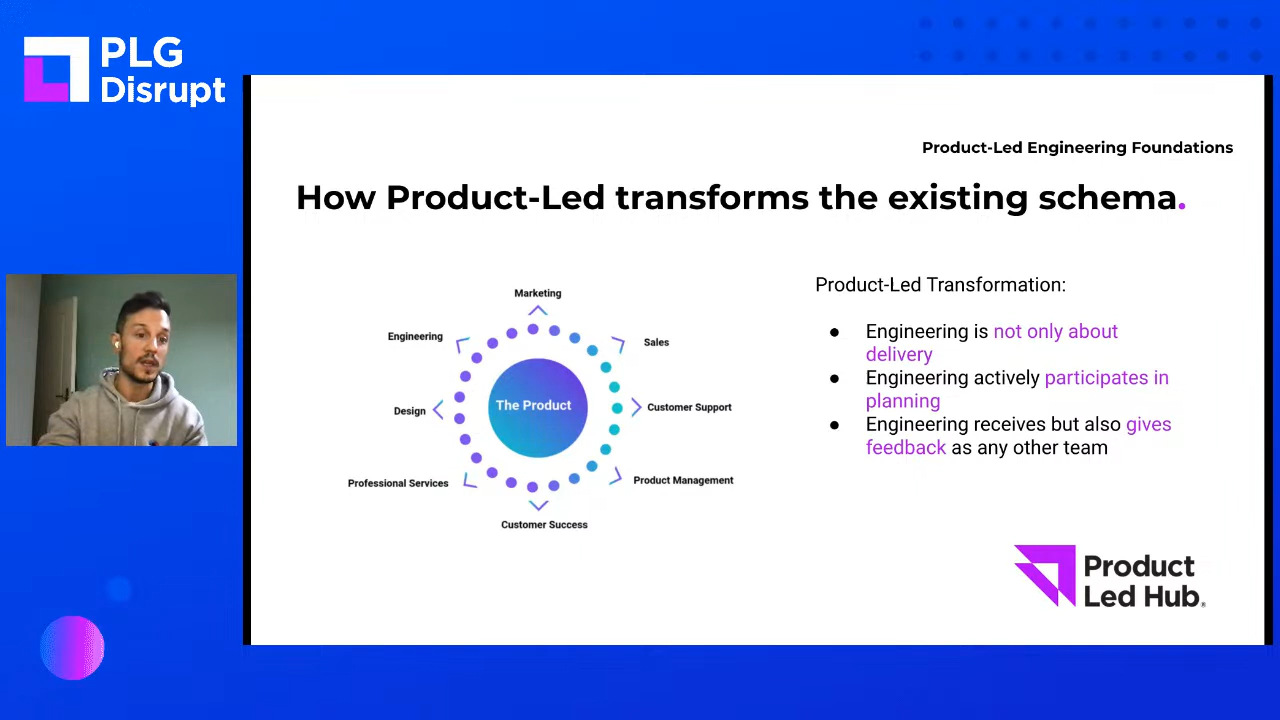 PLG
Disrupt
Product-Led Engineering Foundations
How Product-Led transforms the existing schema.
Marketing
Engineering
Sales
The Product
Design
Customer Support
Professional Services
Product Management
Customer Success
Product-Led Transformation:
● Engineering is not only about
delivery
● Engineering actively participates in
planning
● Engineering receives but also gives
feedback as any other team
Product
Led Hub®